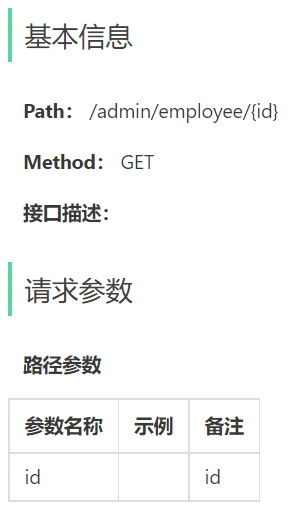 基本信息
Path： /admin/employee/{id}
Method： GET
接口描述：
请求参数
路径参数
参数名称 示例 备注
id id